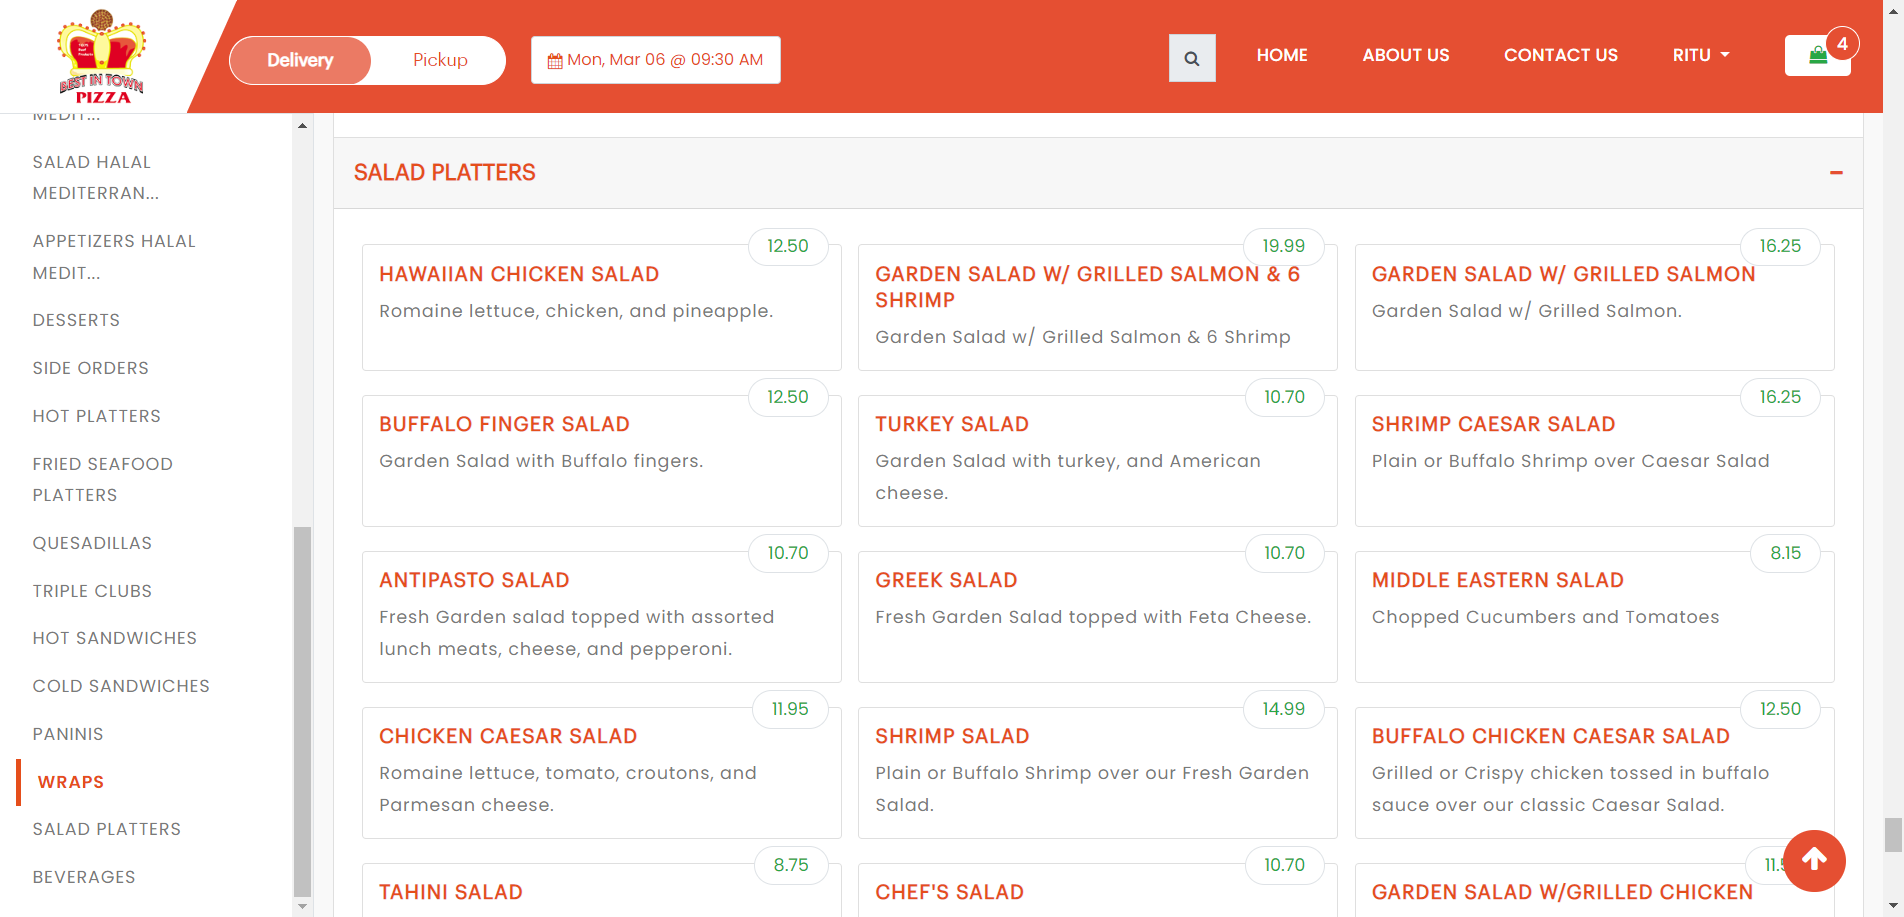 BEST IN TOWN
PIZZA
Delivery
Pickup
Mon, Mar 06 @ 09:30 AM
HOME
ABOUT US
CONTACT US
RITU
4
MEDIT...
SALAD HALAL
MEDITERRAN...
APPETIZERS HALAL
MEDIT...
DESSERTS
SIDE ORDERS
HOT PLATTERS
FRIED SEAFOOD
PLATTERS
QUESADILLAS
TRIPLE CLUBS
HOT SANDWICHES
COLD SANDWICHES
PANINIS
WRAPS
SALAD PLATTERS
BEVERAGES
SALAD PLATTERS
12.50
HAWAIIAN CHICKEN SALAD
Romaine lettuce, chicken, and pineapple.
19.99
GARDEN SALAD W/ GRILLED SALMON & 6
SHRIMP
Garden Salad w/ Grilled Salmon & 6 Shrimp
16.25
GARDEN SALAD W/ GRILLED SALMON
Garden Salad w/ Grilled Salmon.
12.50
BUFFALO FINGER SALAD
Garden Salad with Buffalo fingers.
10.70
TURKEY SALAD
Garden Salad with turkey, and American
cheese.
16.25
SHRIMP CAESAR SALAD
Plain or Buffalo Shrimp over Caesar Salad
10.70
ANTIPASTO SALAD
Fresh Garden salad topped with assorted
lunch meats, cheese, and pepperoni.
10.70
GREEK SALAD
Fresh Garden Salad topped with Feta Cheese.
8.15
MIDDLE EASTERN SALAD
Chopped Cucumbers and Tomatoes
11.95
CHICKEN CAESAR SALAD
Romaine lettuce, tomato, croutons, and
Parmesan cheese.
14.99
SHRIMP SALAD
Plain or Buffalo Shrimp over our Fresh Garden
Salad.
12.50
BUFFALO CHICKEN CAESAR SALAD
Grilled or Crispy chicken tossed in buffalo
sauce over our classic Caesar Salad.
8.75
TAHINI SALAD
10.70
CHEF'S SALAD
GARDEN SALAD W/GRILLED CHICKEN